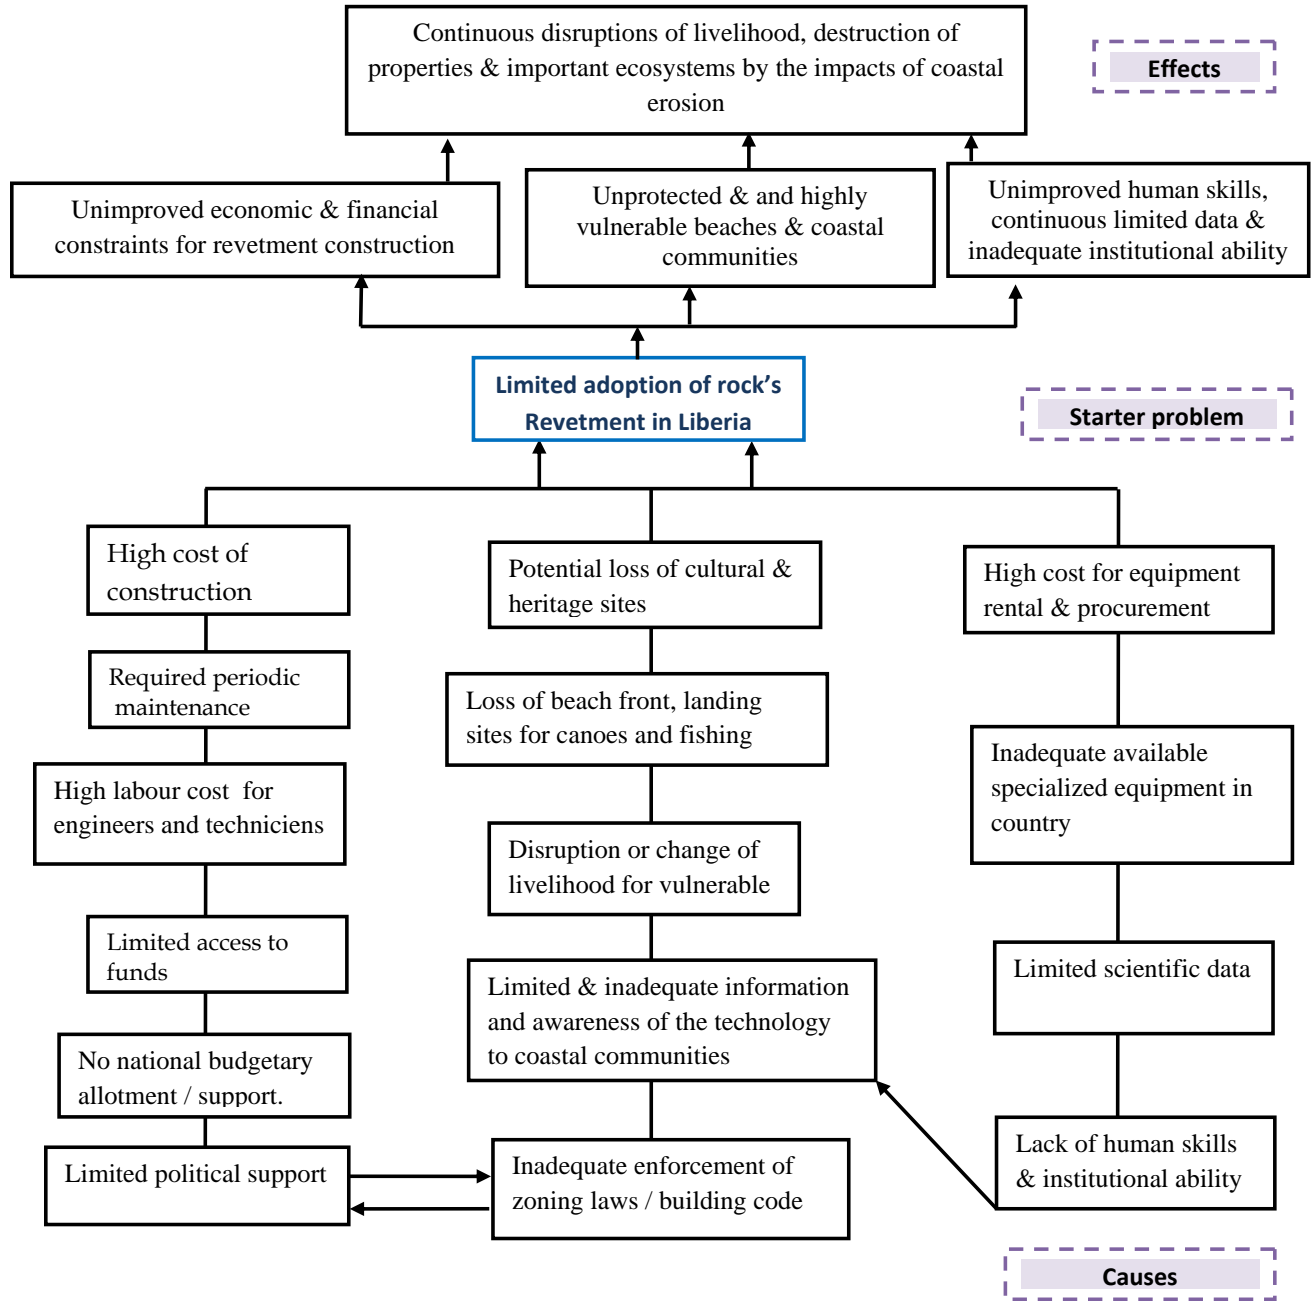 Continuous disruptions of livelihood, destruction of
properties & important ecosystems by the impacts of coastal
erosion
Effects
Unimproved economic & financial
constraints for revetment construction
Unprotected & and highly
vulnerable beaches & coastal
communities
Unimproved human skills,
continuous limited data &
inadequate institutional ability
Limited adoption of rock’s
Revetment in Liberia
Starter problem
High cost of
construction
Required periodic
maintenance
High labour cost for
engineers and techniciens
Limited access to
funds
No national budgetary
allotment / support.
Limited political support
Potential loss of cultural &
heritage sites
Loss of beach front, landing
sites for canoes and fishing
Disruption or change of
livelihood for vulnerable
Limited & inadequate information
and awareness of the technology
to coastal communities
Inadequate enforcement of
zoning laws / building code
High cost for equipment
rental & procurement
Inadequate available
specialized equipment in
country
Limited scientific data
Lack of human skills
& institutional ability
Causes